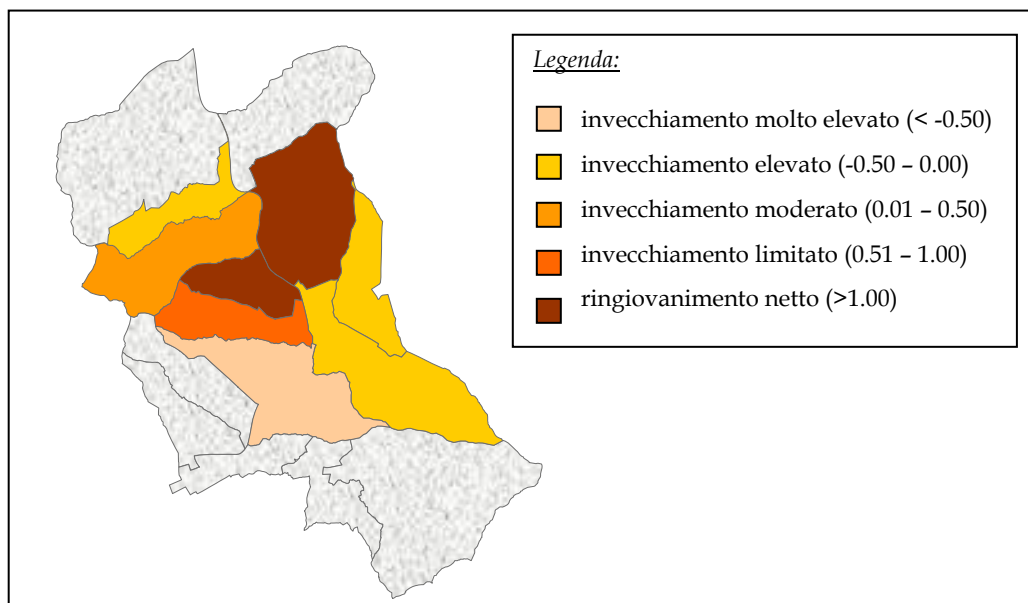 Legenda:
invecchiamento molto elevato (< -0.50)
invecchiamento elevato (-0.50 – 0.00)
invecchiamento moderato (0.01 – 0.50)
invecchiamento limitato (0.51 – 1.00)
ringiovanimento netto (>1.00)